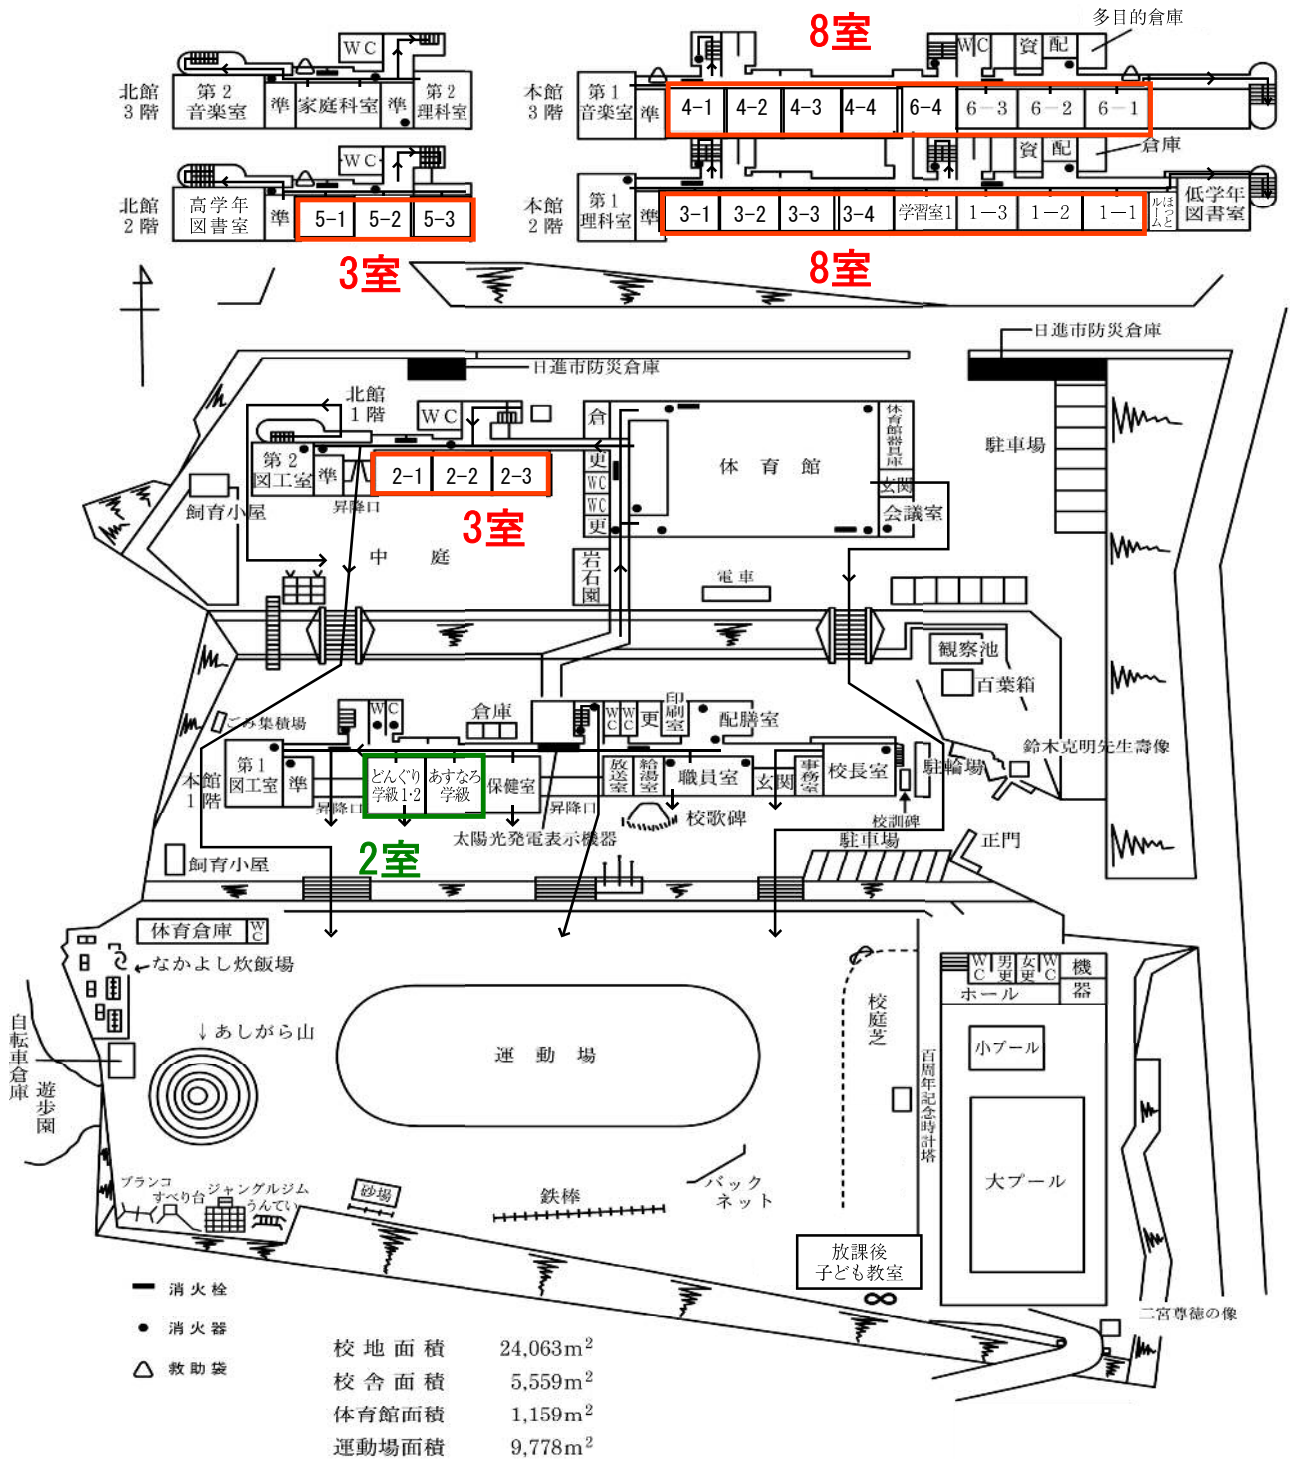 8室
多目的倉庫
北館
3階
第2
音楽室
準
家庭科室
準
第2
理科室
WC
本館
3階
第1
音楽室
準
4-1
4-2
4-3
4-4
6-4
6-3
6-2
6-1
WC
資
配
倉庫
北館
2階
高学年
図書室
準
5-1
5-2
5-3
WC
3室
本館
2階
第1
理科室
準
3-1
3-2
3-3
3-4
学習室1
1-3
1-2
1-1
ほっと
ルーム
低学年
図書室
資
配
8室
日進市防災倉庫
日進市防災倉庫
北館
1階
WC
第2
図工室
準
2-1
2-2
2-3
昇降口
3室
飼育小屋
中庭
倉
更
WC
WC
更
体育館
体育館器具庫
玄関
会議室
駐車場
岩石園
電車
観察池
百葉箱
鈴木克明先生壽像
ごみ集積場
本館
1階
第1
図工室
準
昇降口
WC
倉庫
どんぐり
学級1・2
あすなろ
学級
保健室
昇降口
2室
太陽光発電表示機器
WC
WC
更
印刷室
配膳室
放送室
給湯室
職員室
玄関
事務室
校長室
駐輪場
校歌碑
校訓碑
駐車場
正門
飼育小屋
体育倉庫
WC
なかよし炊飯場
自転車倉庫
遊歩園
↓あしがら山
運動場
校庭芝
百周年記念時計塔
WC
男更
女更
WC
機器
ホール
小プール
大プール
ブランコ
すべり台
ジャングルジム
うんてい
砂場
鉄棒
バック
ネット
放課後
子ども教室
二宮尊徳の像
消火栓
消火器
救助袋
校地面積 24,063m²
校舎面積 5,559m²
体育館面積 1,159m²
運動場面積 9,778m²